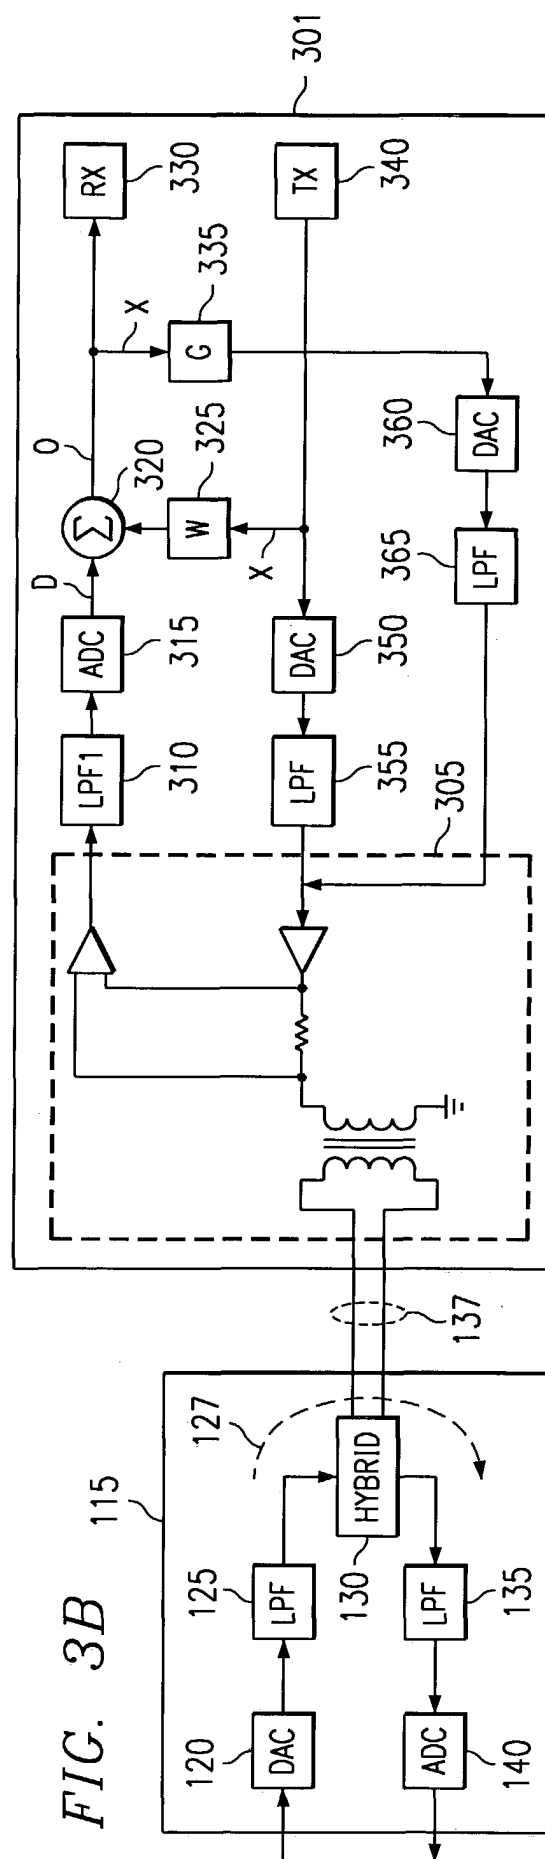 FIG. 3B
115
120
DAC
125
LPF
127
130
HYBRID
135
LPF
140
ADC
137
301
305
LPF1
310
ADC
315
D
Σ
320
O
W
325
X
RX
330
X
G
335
TX
340
DAC
350
LPF
355
DAC
360
LPF
365